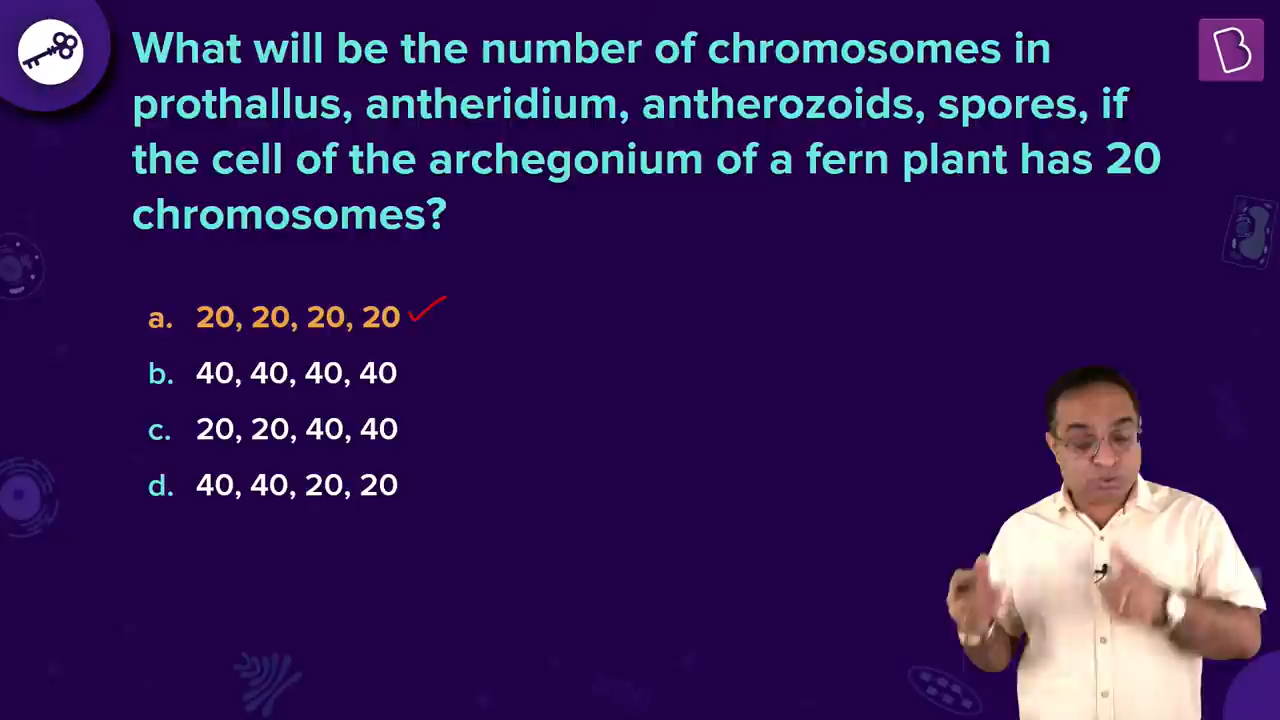 What will be the number of chromosomes in
prothallus, antheridium, antherozoids, spores, if
the cell of the archegonium of a fern plant has 20
chromosomes?
a. 20, 20, 20, 20
b. 40, 40, 40, 40
c. 20, 20, 40, 40
d. 40, 40, 20, 20
B